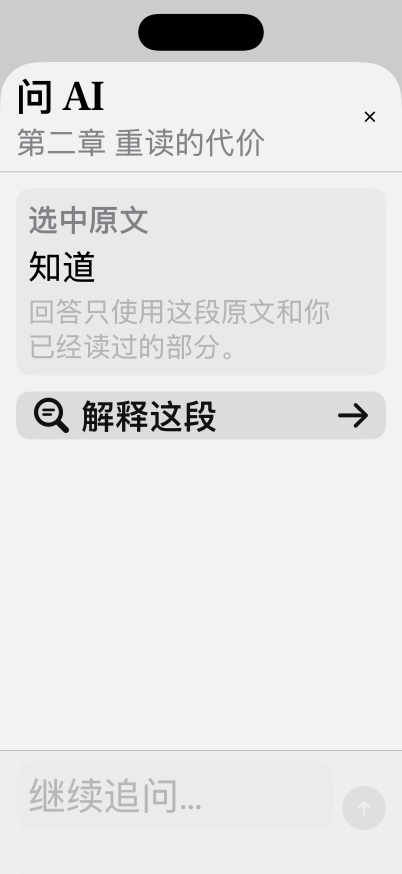 问 AI
第二章 重读的代价
×
选中原文
知道
回答只使用这段原文和你
已经读过的部分。
解释这段
继续追问...